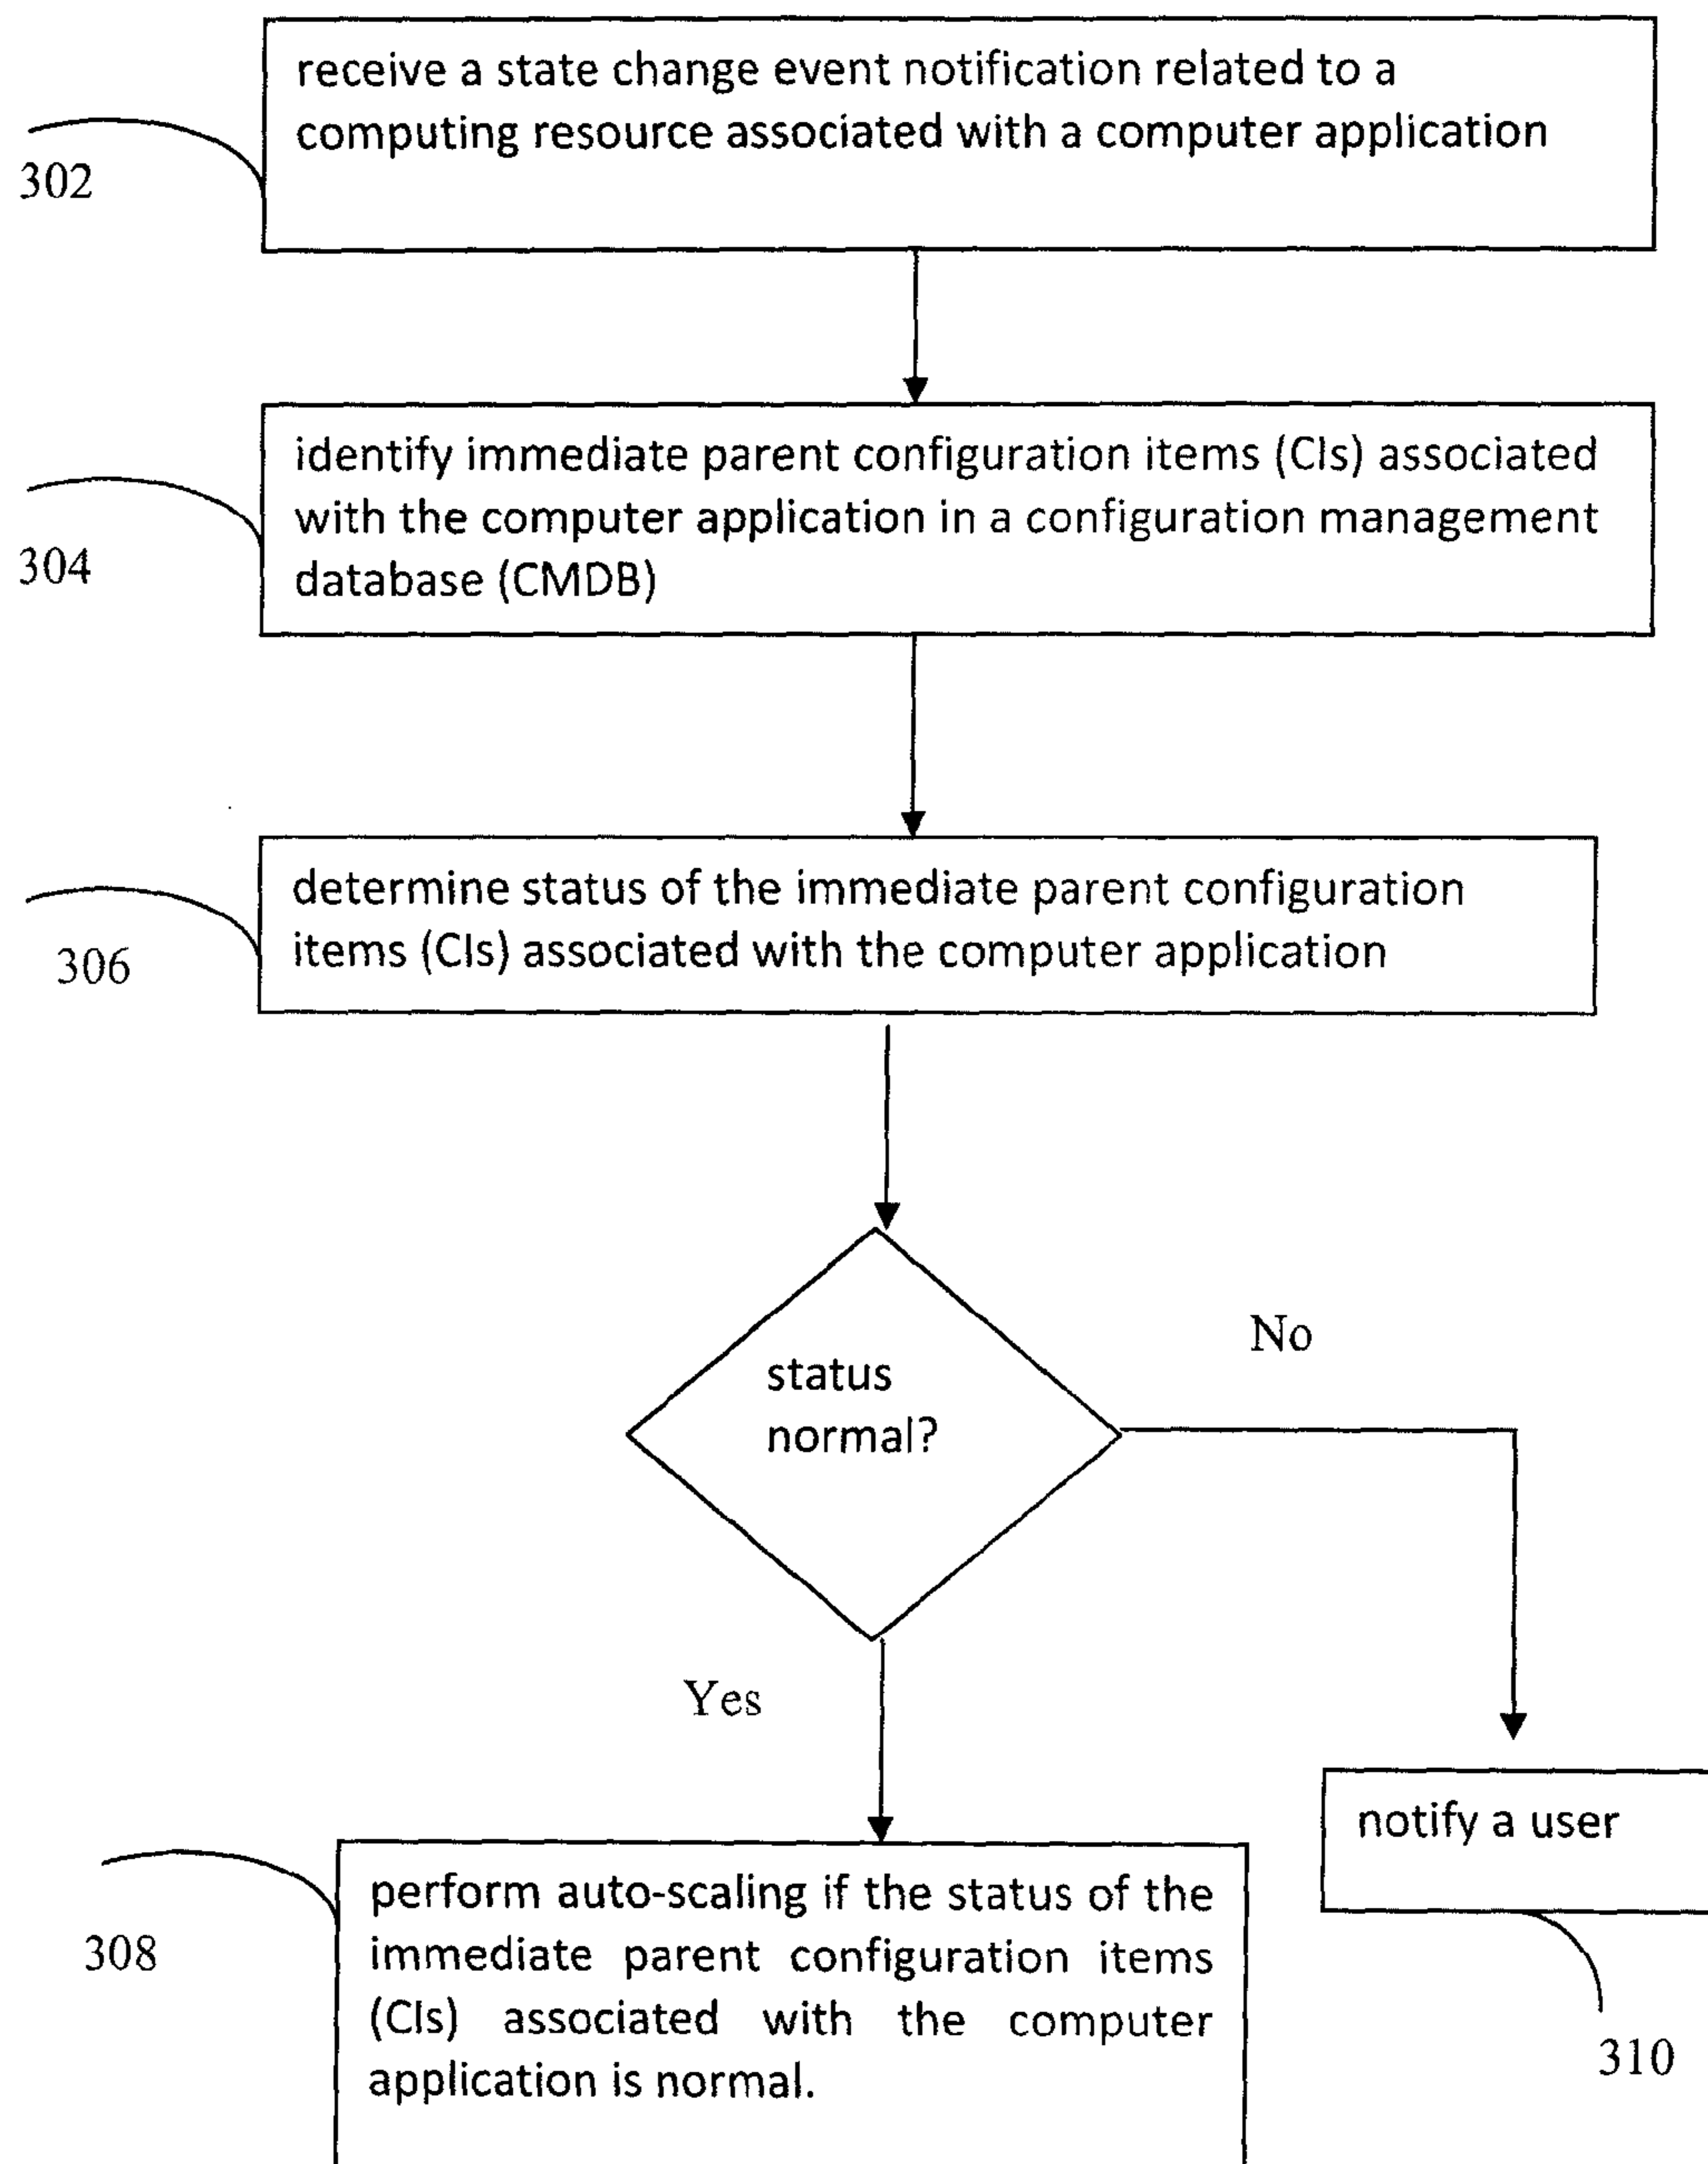 receive a state change event notification related to a
computing resource associated with a computer application
302
identify immediate parent configuration items (CIs) associated
with the computer application in a configuration management
database (CMDB)
304
determine status of the immediate parent configuration
items (CIs) associated with the computer application
306
status
normal?
No
Yes
notify a user
310
perform auto-scaling if the status of the
immediate parent configuration items
(CIs) associated with the computer
application is normal.
308